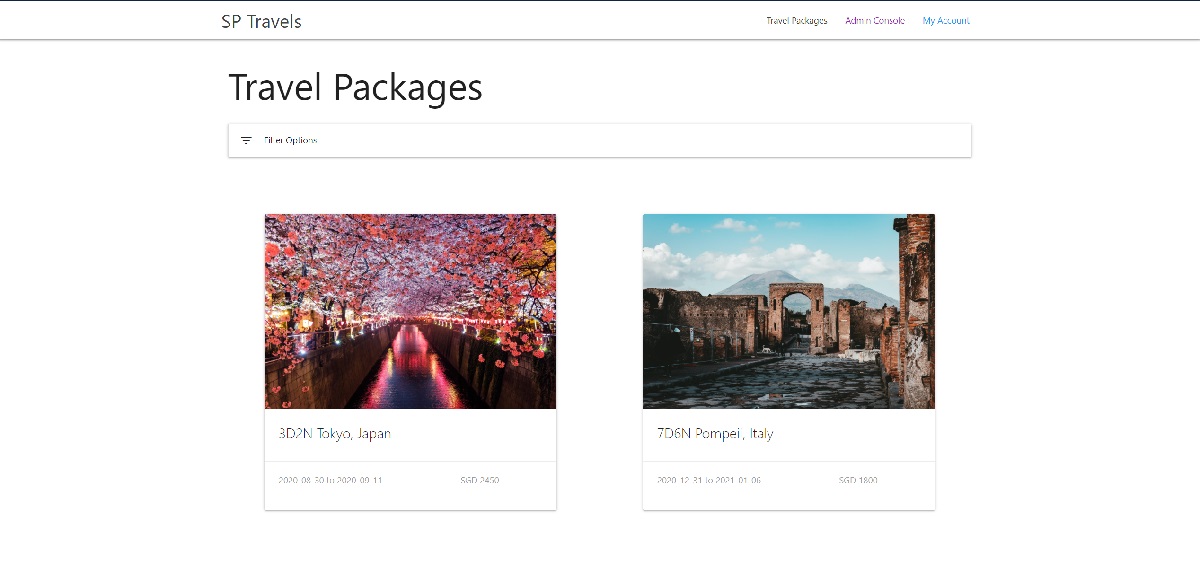 SP Travels
Travel Packages
Admin Console
My Account
Travel Packages
Filter Options
3D2N Tokyo, Japan
2020-08-30 to 2020-09-11
SGD 2450
7D6N Pompeii, Italy
2020-12-31 to 2021-01-06
SGD 1800